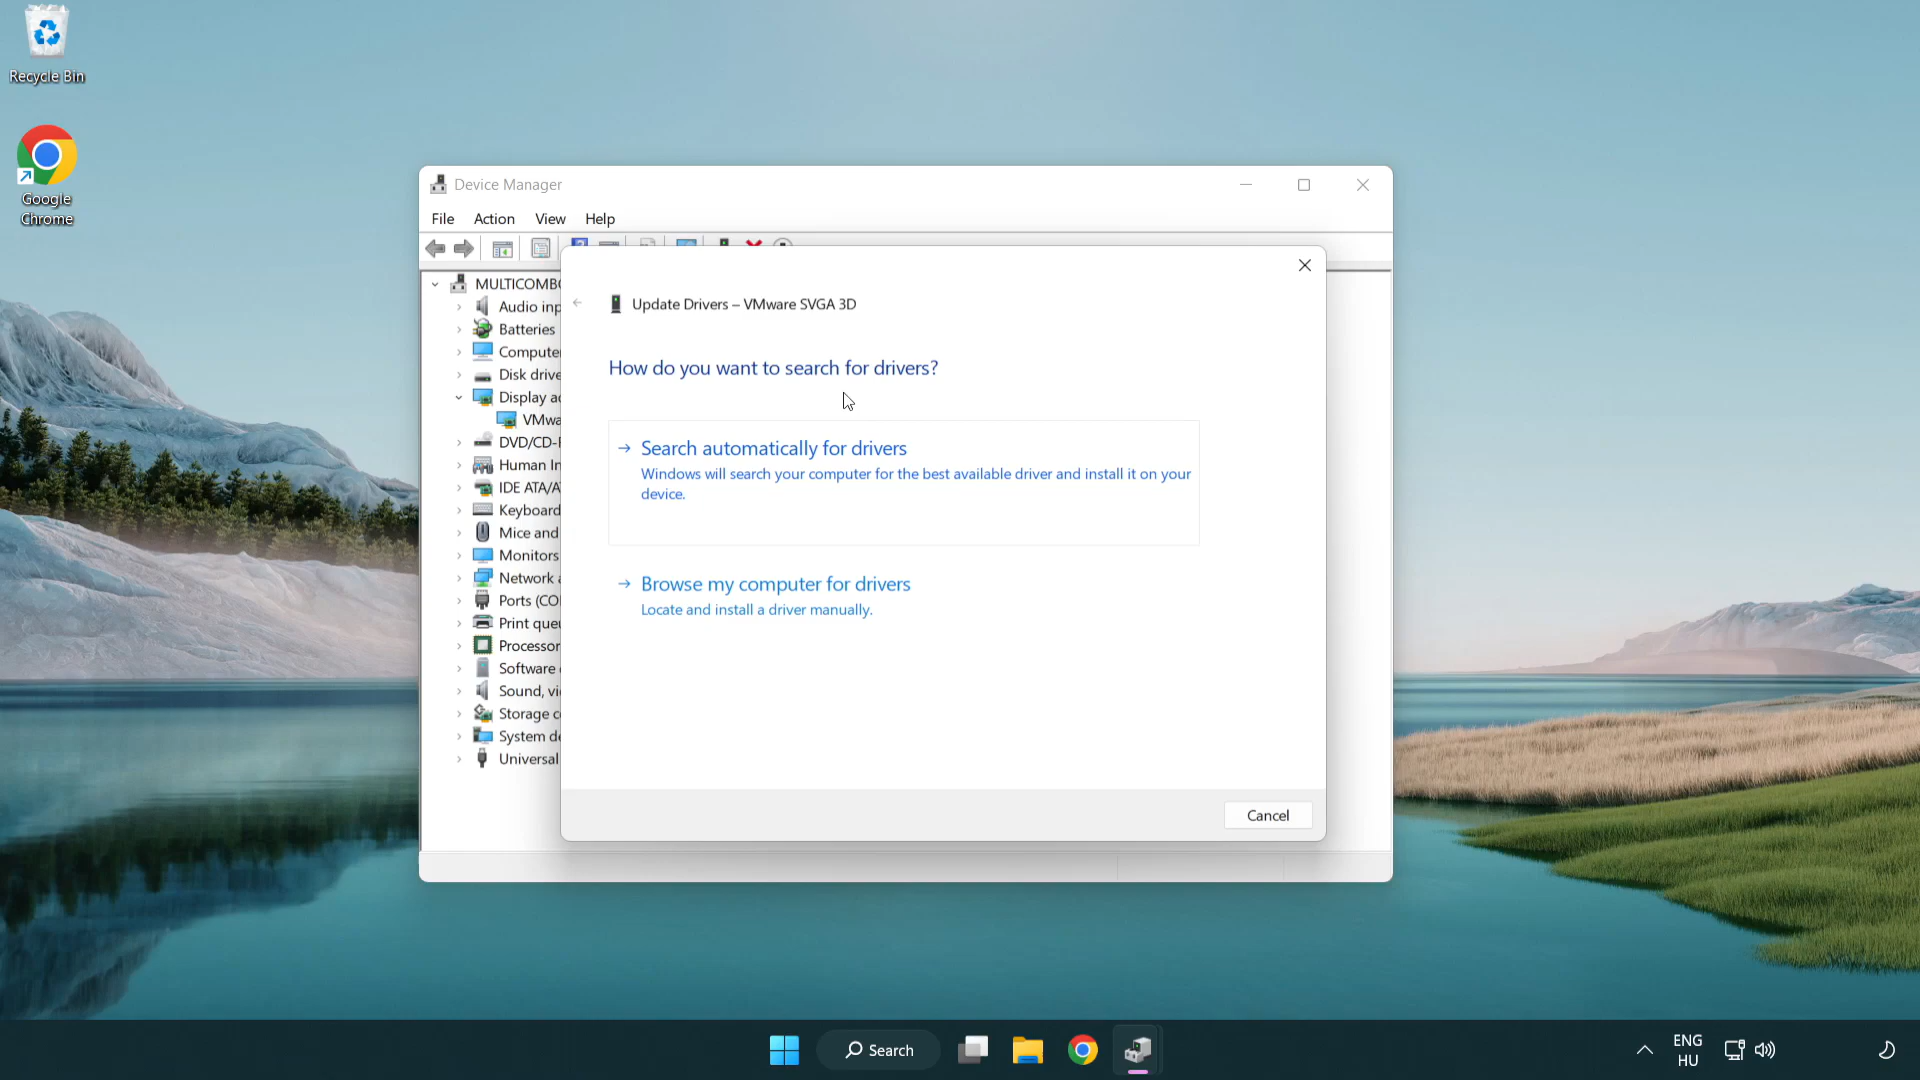 Recycle Bin
Google
Chrome
Device Manager
File Action View Help
MULTICOMBO
Audio inp
Batteries
Compute
Disk drive
Display a
VMwa
DVD/CD-
Human In
IDE ATA/A
Keyboard
Mice and
Monitors
Network a
Ports (CO
Print que
Processor
Software
Sound, vi
Storage c
System de
Universal
Update Drivers – VMware SVGA 3D
How do you want to search for drivers?
Search automatically for drivers
Windows will search your computer for the best available driver and install it on your
device.
Browse my computer for drivers
Locate and install a driver manually.
Cancel
Search
ENG
HU